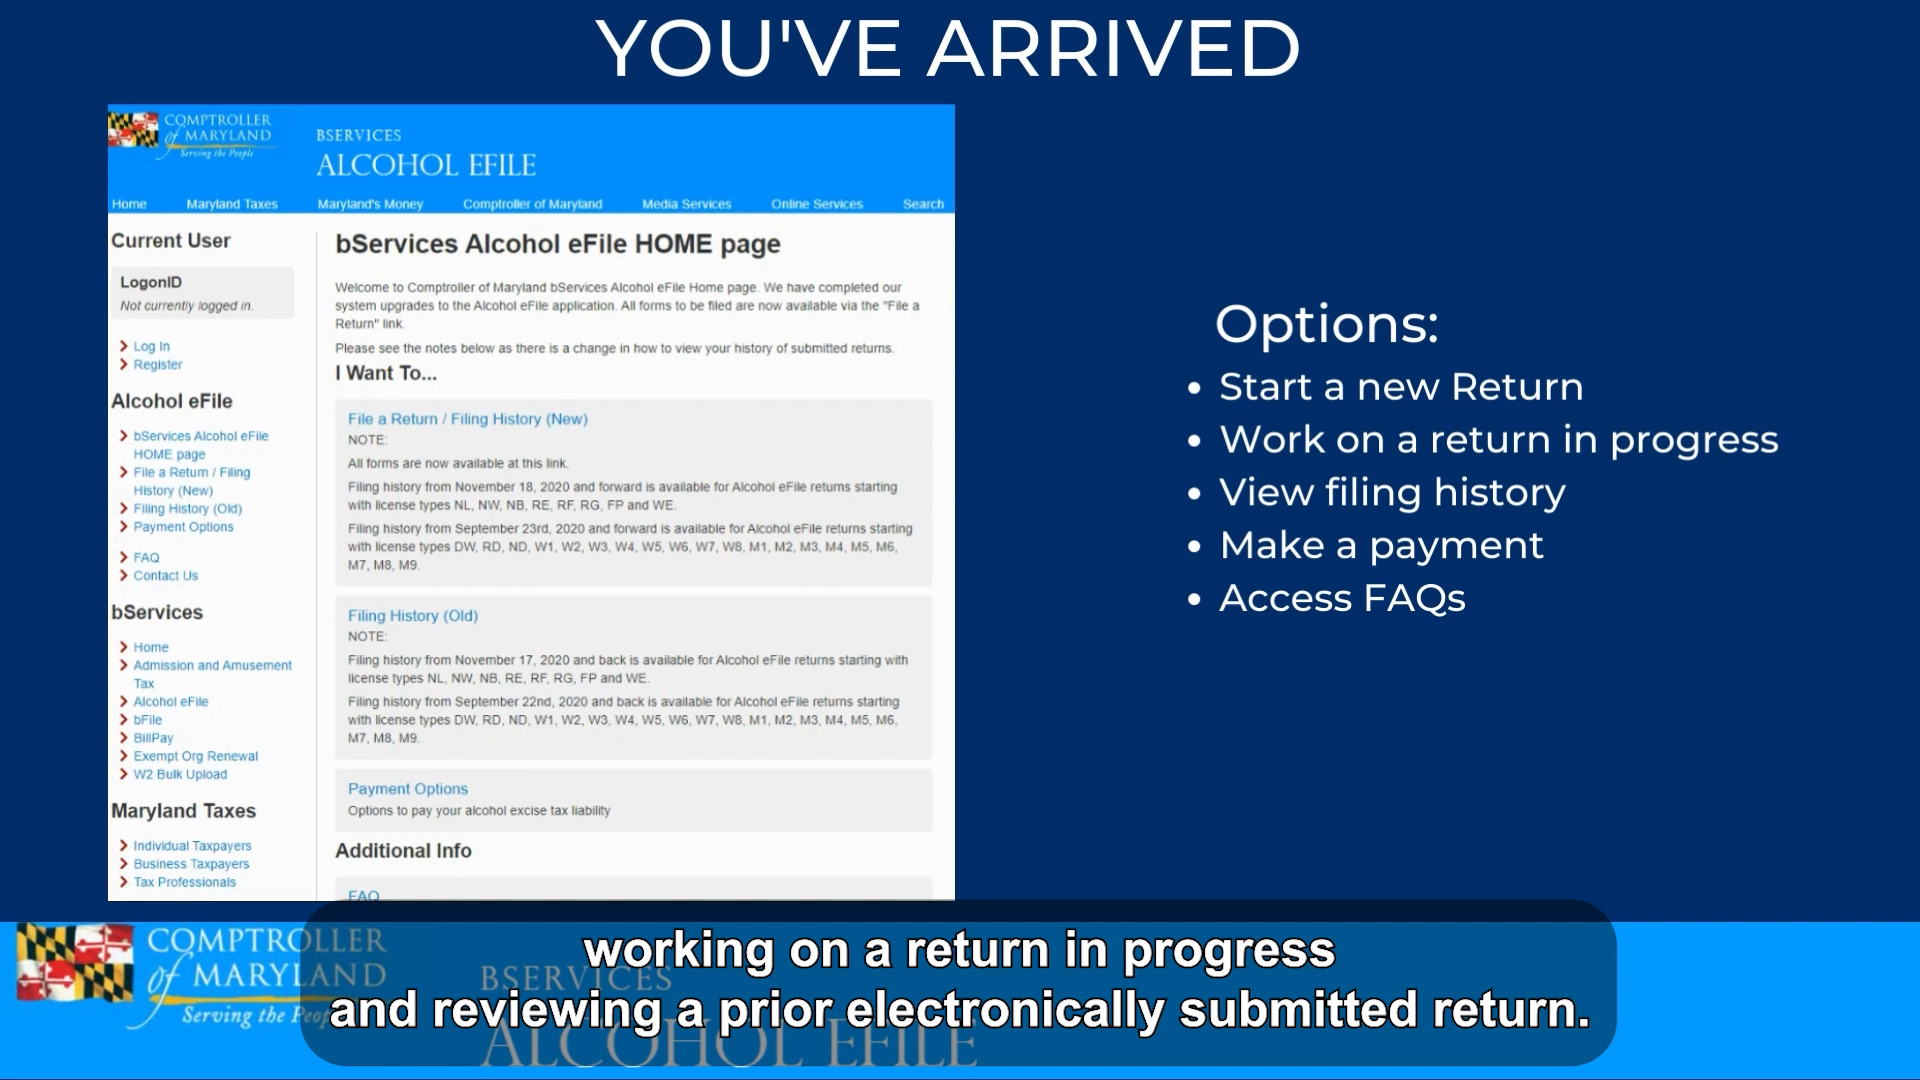 YOU'VE ARRIVED
COMPTROLLER
of MARYLAND
Serving the People
BSERVICES
ALCOHOL EFILE
Home Maryland Taxes Maryland's Money Comptroller of Maryland Media Services Online Services Search
Current User
LogonID
Not currently logged in.
Log In
Register
Alcohol eFile
bServices Alcohol eFile
HOME page
File a Return / Filing
History (New)
Filing History (Old)
Payment Options
FAQ
Contact Us
bServices
Home
Admission and Amusement
Tax
Alcohol eFile
bFile
BillPay
Exempt Org Renewal
W2 Bulk Upload
Maryland Taxes
Individual Taxpayers
Business Taxpayers
Tax Professionals
bServices Alcohol eFile HOME page
Welcome to Comptroller of Maryland bServices Alcohol eFile Home page. We have completed our
system upgrades to the Alcohol eFile application. All forms to be filed are now available via the "File a
Return" link.
Please see the notes below as there is a change in how to view your history of submitted returns.
I Want To...
File a Return / Filing History (New)
NOTE:
All forms are now available at this link.
Filing history from November 18, 2020 and forward is available for Alcohol eFile returns starting
with license types NL, NW, NB, RE, RF, RG, FP and WE.
Filing history from September 23rd, 2020 and forward is available for Alcohol eFile returns starting
with license types DW, RD, ND, W1, W2, W3, W4, W5, W6, W7, W8, M1, M2, M3, M4, M5, M6,
M7, M8, M9.
Filing History (Old)
NOTE:
Filing history from November 17, 2020 and back is available for Alcohol eFile returns starting with
license types NL, NW, NB, RE, RF, RG, FP and WE.
Filing history from September 22nd, 2020 and back is available for Alcohol eFile returns starting
with license types DW, RD, ND, W1, W2, W3, W4, W5, W6, W7, W8, M1, M2, M3, M4, M5, M6,
M7, M8, M9.
Payment Options
Options to pay your alcohol excise tax liability
Additional Info
FAQ
Options:
• Start a new Return
• Work on a return in progress
• View filing history
• Make a payment
• Access FAQs
COMPTROLLER
of MARYLAND
Serving the People
BSERVICES
ALCOHOL EFILE
working on a return in progress
and reviewing a prior electronically submitted return.